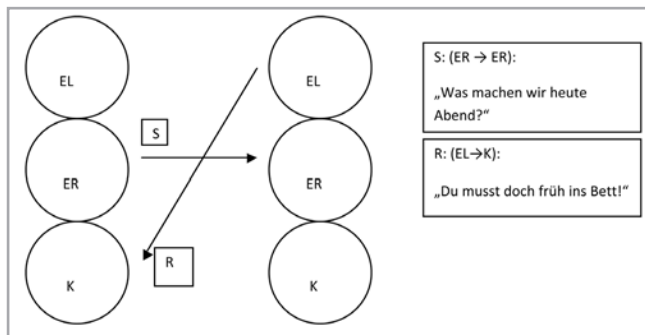 EL
EL
S
ER
ER
R
K
K
S: (ER → ER):
„Was machen wir heute
Abend?“
R: (EL→K):
„Du musst doch früh ins Bett!“